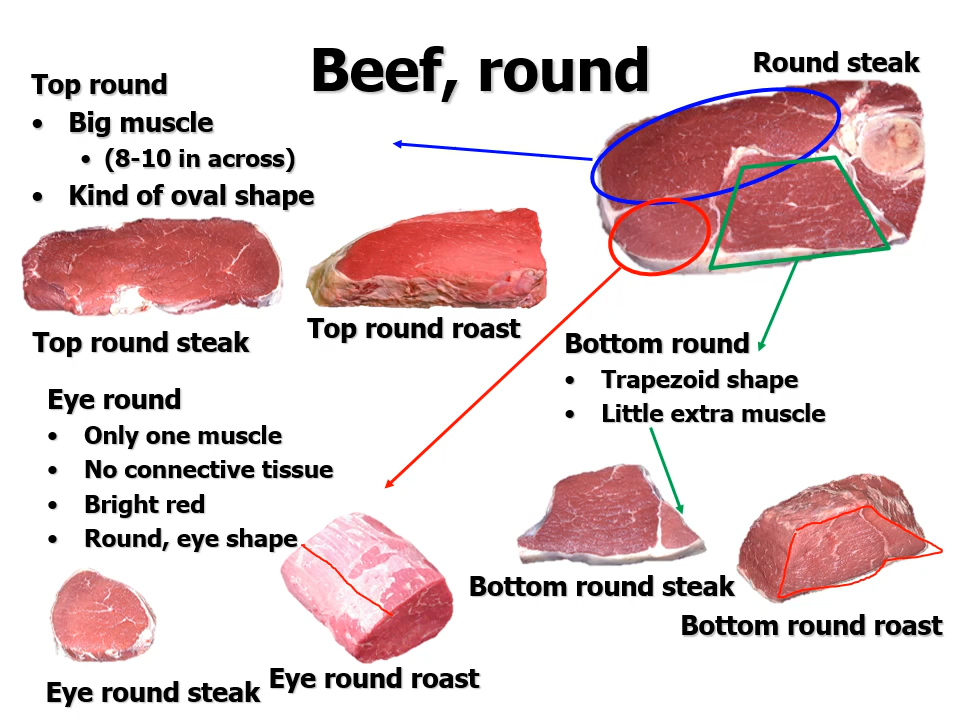 Beef, round
Round steak
Top round
• Big muscle
• (8-10 in across)
• Kind of oval shape
Top round steak
Top round roast
Bottom round
• Trapezoid shape
• Little extra muscle
Eye round
• Only one muscle
• No connective tissue
• Bright red
• Round, eye shape
Bottom round steak
Bottom round roast
Eye round steak
Eye round roast